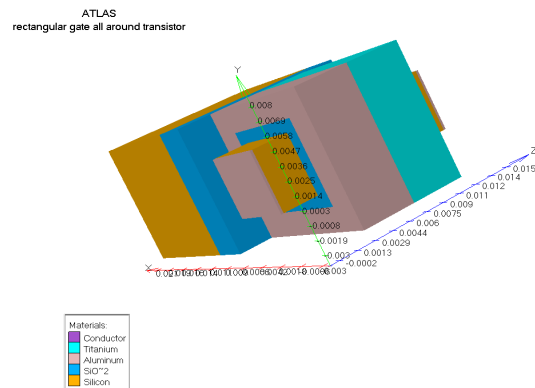 ATLAS
rectangular gate all around transistor
Y
0.008
0.0069
0.0058
0.0047
0.0036
0.0025
0.0014
0.0003
-0.0008
-0.0019
-0.003
Z
0.015
0.014
0.012
0.011
0.009
0.0075
0.006
0.0044
0.0029
0.0013
-0.0002
X
Materials:
Conductor
Titanium
Aluminum
SiO~2
Silicon